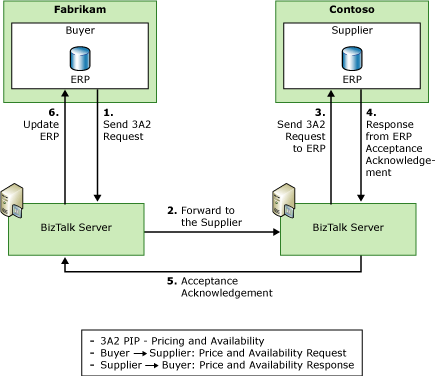 Fabrikam
Buyer
ERP
Contoso
Supplier
ERP
6.
Update
ERP
1.
Send 3A2
Request
3.
Send 3A2
Request
to ERP
4.
Response
from ERP
Acceptance
Acknowledge-
ment
BizTalk Server
2. Forward to
the Supplier
BizTalk Server
5. Acceptance
Acknowledgement
- 3A2 PIP - Pricing and Availability
- Buyer → Supplier: Price and Availability Request
- Supplier → Buyer: Price and Availability Response